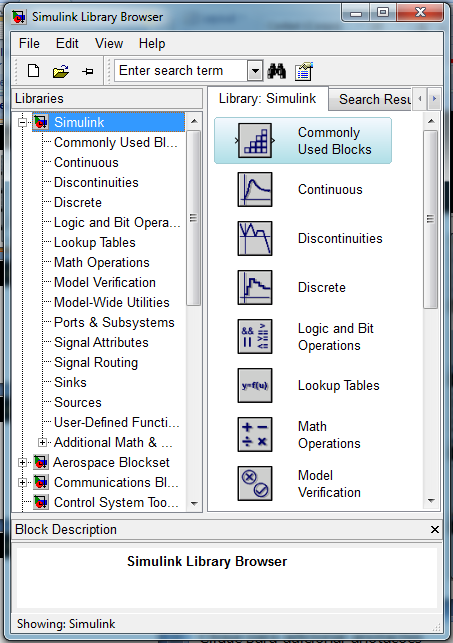 Simulink Library Browser
File Edit View Help
Enter search term
Libraries
Library: Simulink
Search Resu
Simulink
Commonly Used Bl...
Continuous
Discontinuities
Discrete
Logic and Bit Opera...
Lookup Tables
Math Operations
Model Verification
Model-Wide Utilities
Ports & Subsystems
Signal Attributes
Signal Routing
Sinks
Sources
User-Defined Functi...
Additional Math & ...
Aerospace Blockset
Communications Bl...
Control System Too...
Commonly
Used Blocks
Continuous
Discontinuities
Discrete
&& >=
|| <=
Logic and Bit
Operations
y=f(u)
Lookup Tables
+ −
÷ ×
Math
Operations
Model
Verification
Block Description
Simulink Library Browser
Showing: Simulink